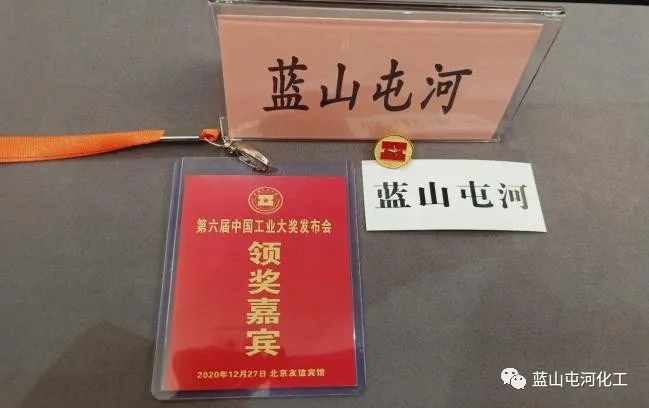 蓝山屯河
蓝山屯河
第六届中国工业大奖发布会
领奖嘉宾
2020年12月27日 北京友谊宾馆
蓝山屯河化工